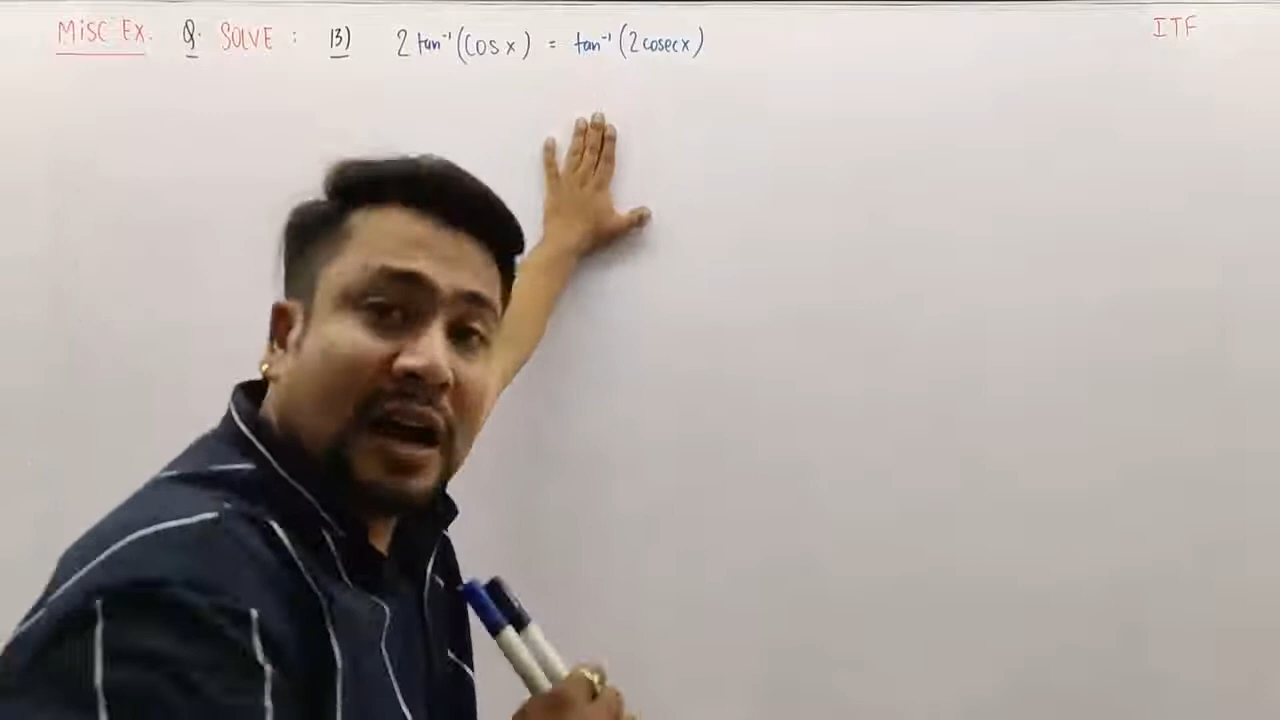 MISC EX. Q. SOLVE : 13) 2 tan⁻¹ (cos x) = tan⁻¹ (2 cosec x) ITF